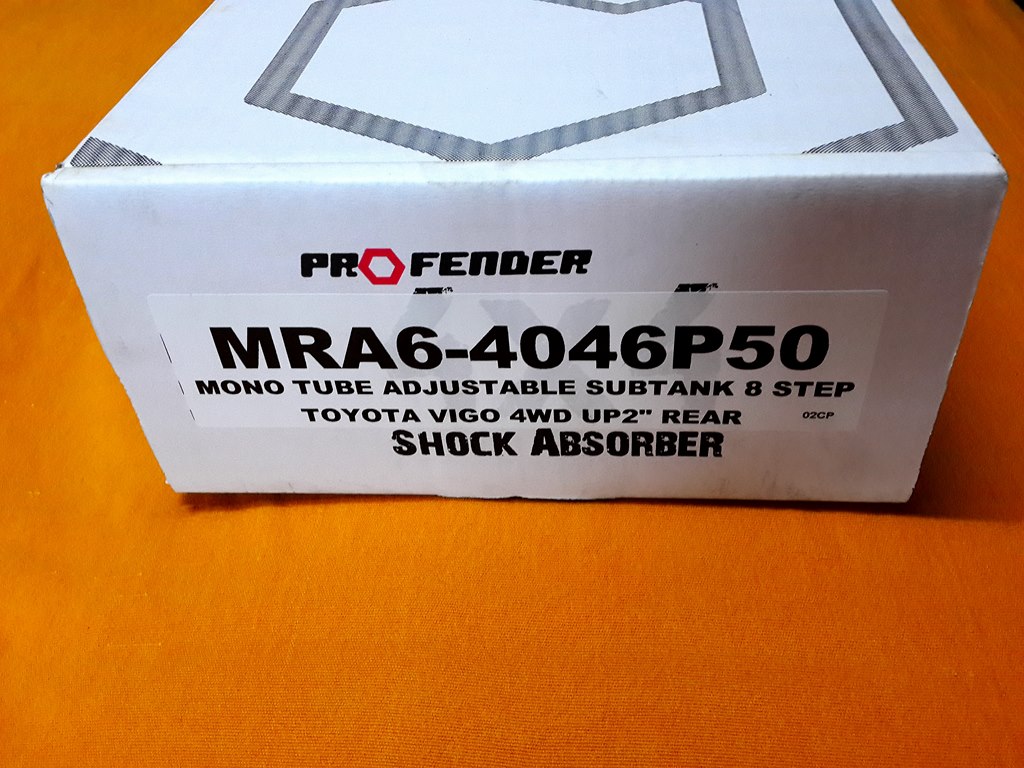 PROFENDER
MRA6-4046P50
MONO TUBE ADJUSTABLE SUBTANK 8 STEP
TOYOTA VIGO 4WD UP2" REAR 02CP
SHOCK ABSORBER